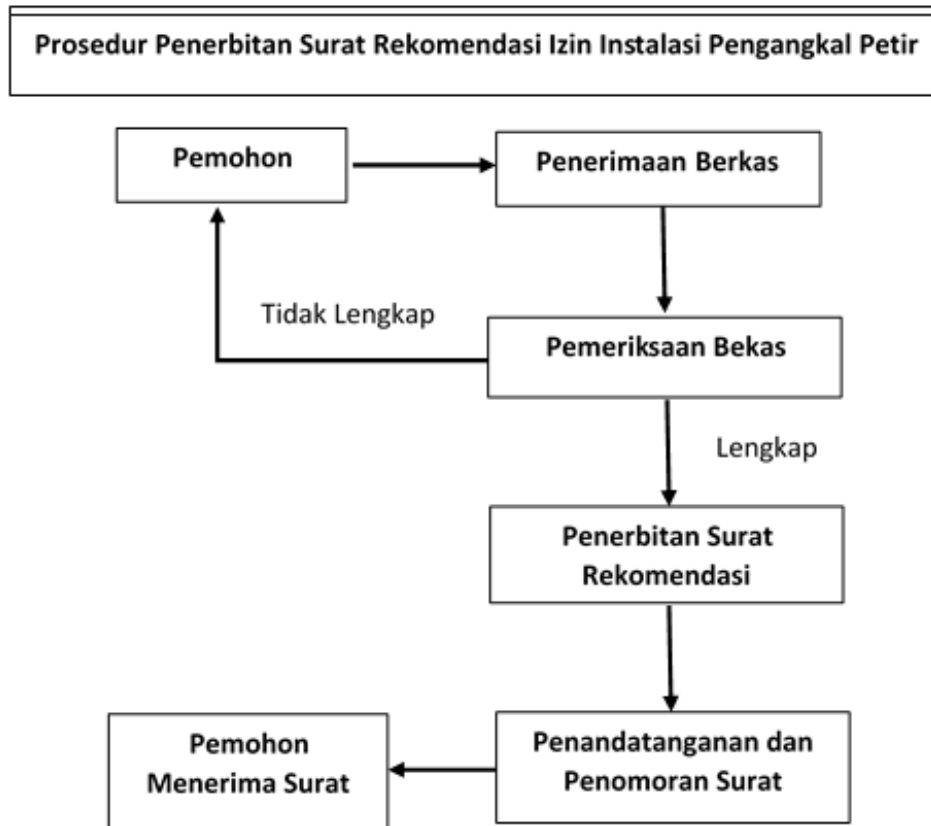 Prosedur Penerbitan Surat Rekomendasi Izin Instalasi Pengangkal Petir
Pemohon
Penerimaan Berkas
Tidak Lengkap
Pemeriksaan Bekas
Lengkap
Penerbitan Surat
Rekomendasi
Penandatanganan dan
Penomoran Surat
Pemohon
Menerima Surat